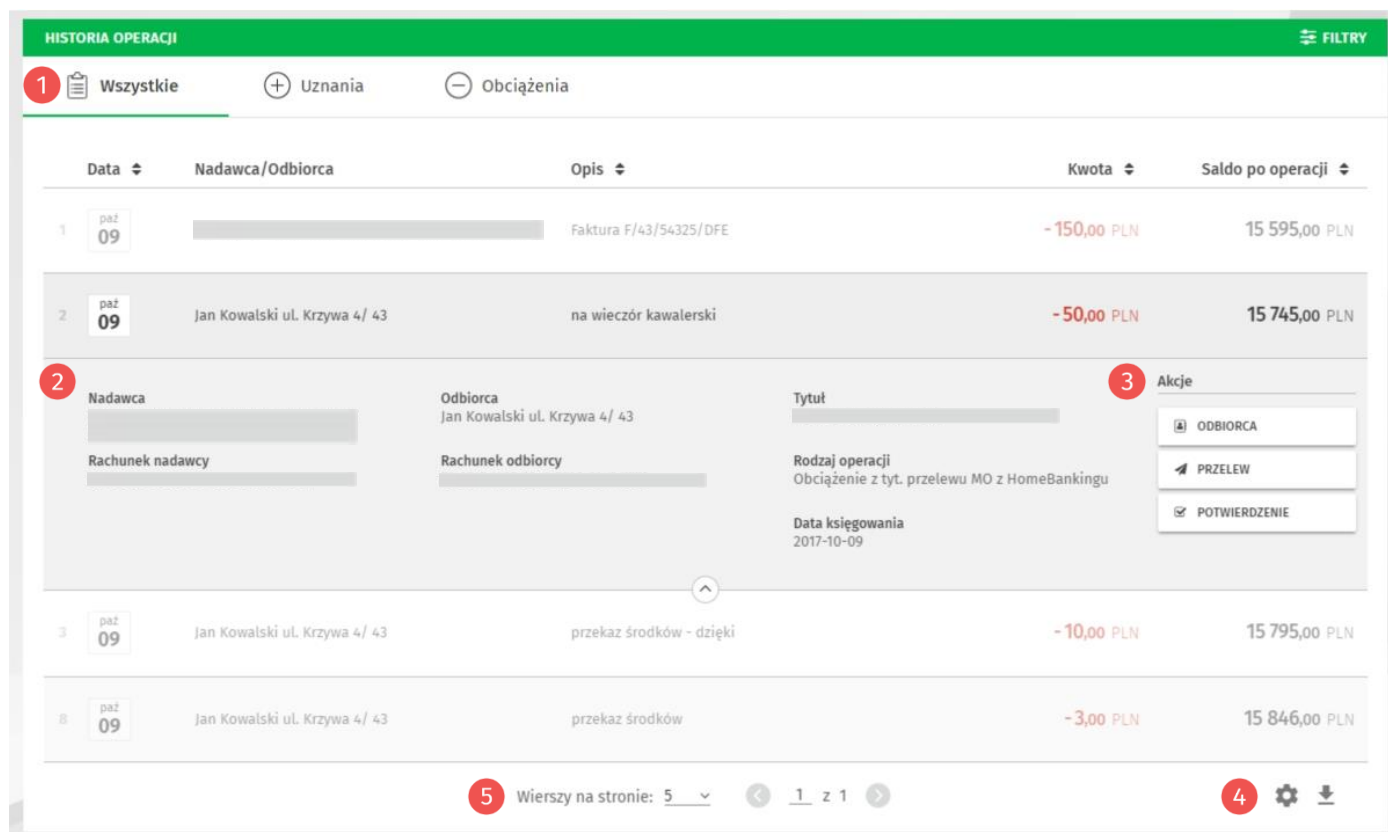 HISTORIA OPERACJI FILTRY
1 Wszystkie Uznania Obciążenia
Data Nadawca/Odbiorca Opis Kwota Saldo po operacji
1 paź 09 Faktura F/43/54325/DFE -150,00 PLN 15 595,00 PLN
2 paź 09 Jan Kowalski ul. Krzywa 4/ 43 na wieczór kawalerski -50,00 PLN 15 745,00 PLN
2 3 Akcje
Nadawca Odbiorca Tytuł
Jan Kowalski ul. Krzywa 4/ 43
ODBIORCA
Rachunek nadawcy Rachunek odbiorcy Rodzaj operacji
Obciążenie z tyt. przelewu MO z HomeBankingu
PRZELEW
POTWIERDZENIE
Data księgowania
2017-10-09
3 paź 09 Jan Kowalski ul. Krzywa 4/ 43 przekaz środków - dzięki -10,00 PLN 15 795,00 PLN
8 paź 09 Jan Kowalski ul. Krzywa 4/ 43 przekaz środków -3,00 PLN 15 846,00 PLN
5 Wierszy na stronie: 5 1 z 1 4